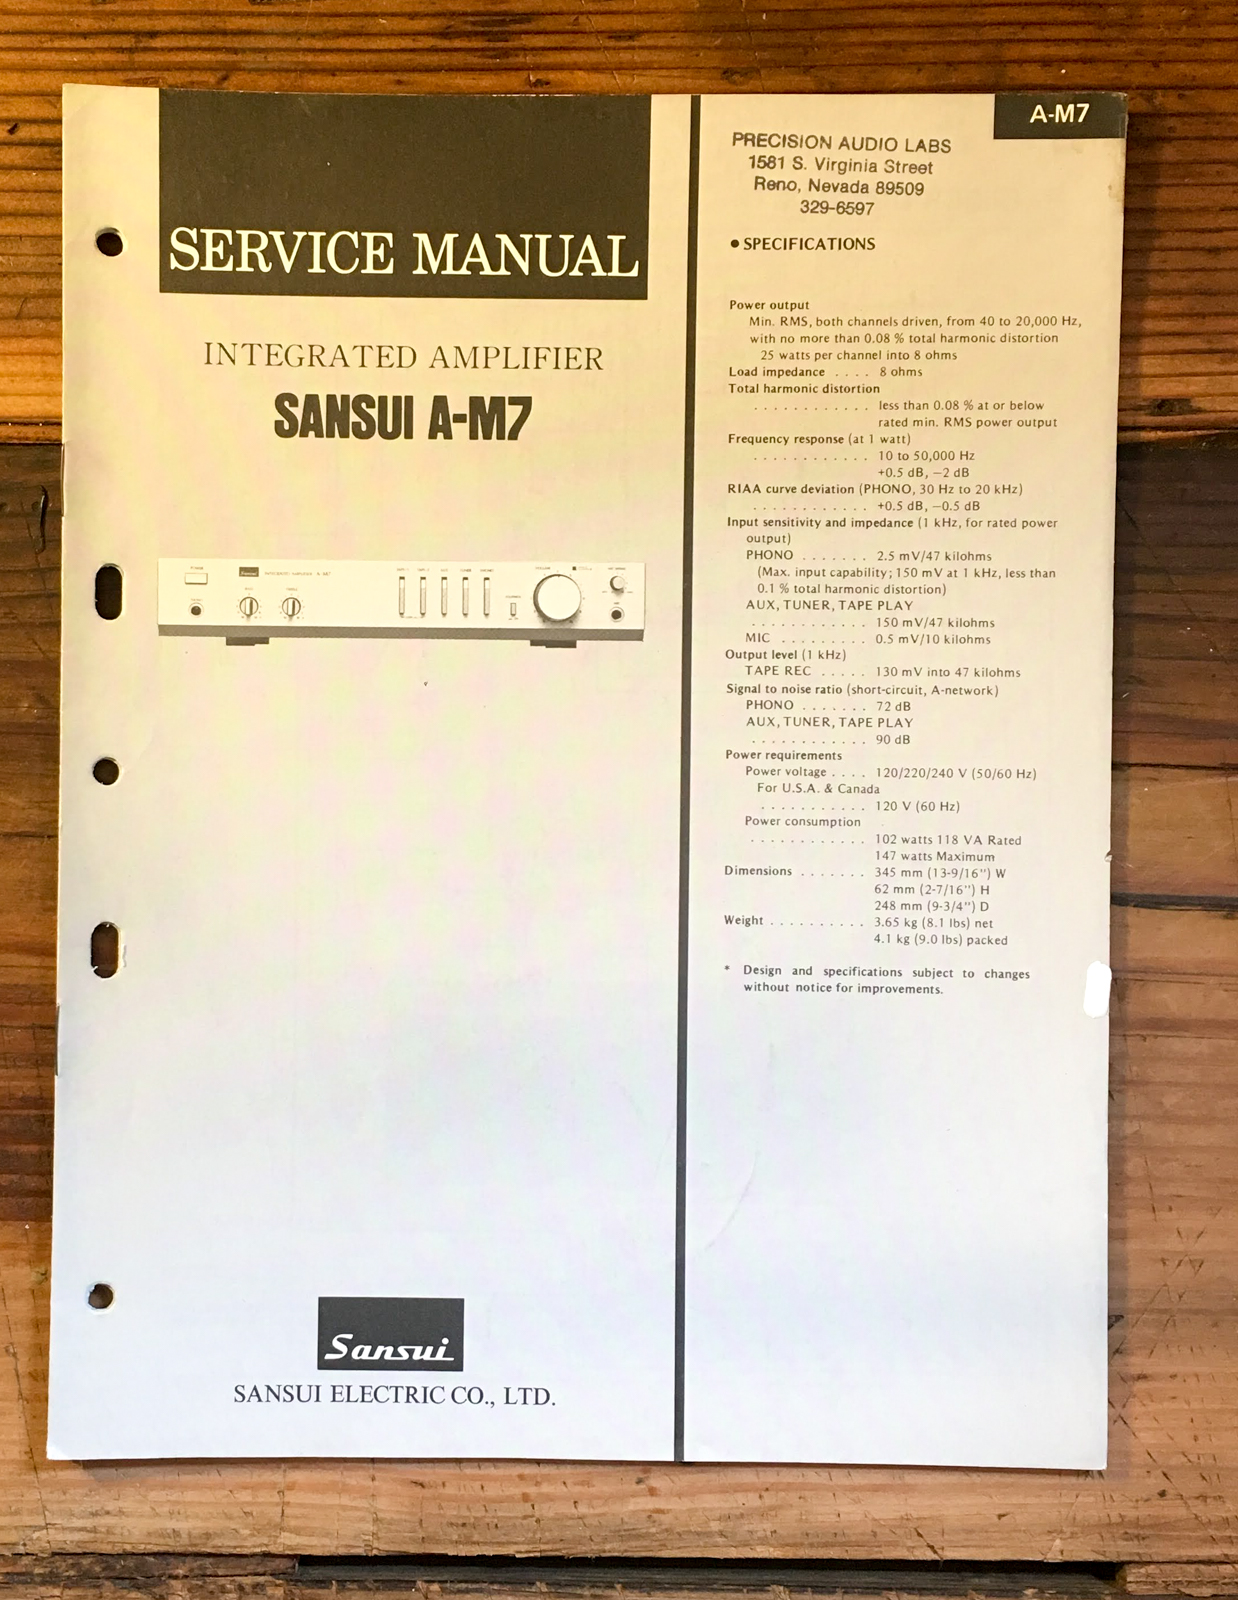 SERVICE MANUAL
INTEGRATED AMPLIFIER
SANSUI A-M7
Sansui
SANSUI ELECTRIC CO., LTD.
A-M7
PRECISION AUDIO LABS
1581 S. Virginia Street
Reno, Nevada 89509
329-6597
● SPECIFICATIONS
Power output
Min. RMS, both channels driven, from 40 to 20,000 Hz,
with no more than 0.08 % total harmonic distortion
25 watts per channel into 8 ohms
Load impedance . . . . 8 ohms
Total harmonic distortion
. . . . . . . . . . . . less than 0.08 % at or below
rated min. RMS power output
Frequency response (at 1 watt)
. . . . . . . . . . . . 10 to 50,000 Hz
+0.5 dB, −2 dB
RIAA curve deviation (PHONO, 30 Hz to 20 kHz)
. . . . . . . . . . . . +0.5 dB, −0.5 dB
Input sensitivity and impedance (1 kHz, for rated power
output)
PHONO . . . . . . . 2.5 mV/47 kilohms
(Max. input capability; 150 mV at 1 kHz, less than
0.1 % total harmonic distortion)
AUX, TUNER, TAPE PLAY
. . . . . . . . . . . . 150 mV/47 kilohms
MIC . . . . . . . . . 0.5 mV/10 kilohms
Output level (1 kHz)
TAPE REC . . . . . 130 mV into 47 kilohms
Signal to noise ratio (short-circuit, A-network)
PHONO . . . . . . . 72 dB
AUX, TUNER, TAPE PLAY
. . . . . . . . . . . . 90 dB
Power requirements
Power voltage . . . . 120/220/240 V (50/60 Hz)
For U.S.A. & Canada
. . . . . . . . . . . 120 V (60 Hz)
Power consumption
. . . . . . . . . . . . 102 watts 118 VA Rated
147 watts Maximum
Dimensions . . . . . . . 345 mm (13-9/16") W
62 mm (2-7/16") H
248 mm (9-3/4") D
Weight . . . . . . . . . . 3.65 kg (8.1 lbs) net
4.1 kg (9.0 lbs) packed
* Design and specifications subject to changes
without notice for improvements.